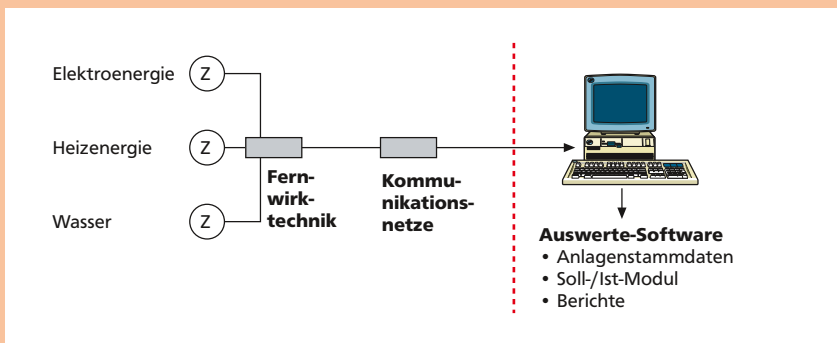 Elektroenergie
Z
Heizenergie
Z
Wasser
Z
Fern-
wirk-
technik
Kommu-
nikations-
netze
Auswerte-Software
• Anlagenstammdaten
• Soll-/Ist-Modul
• Berichte